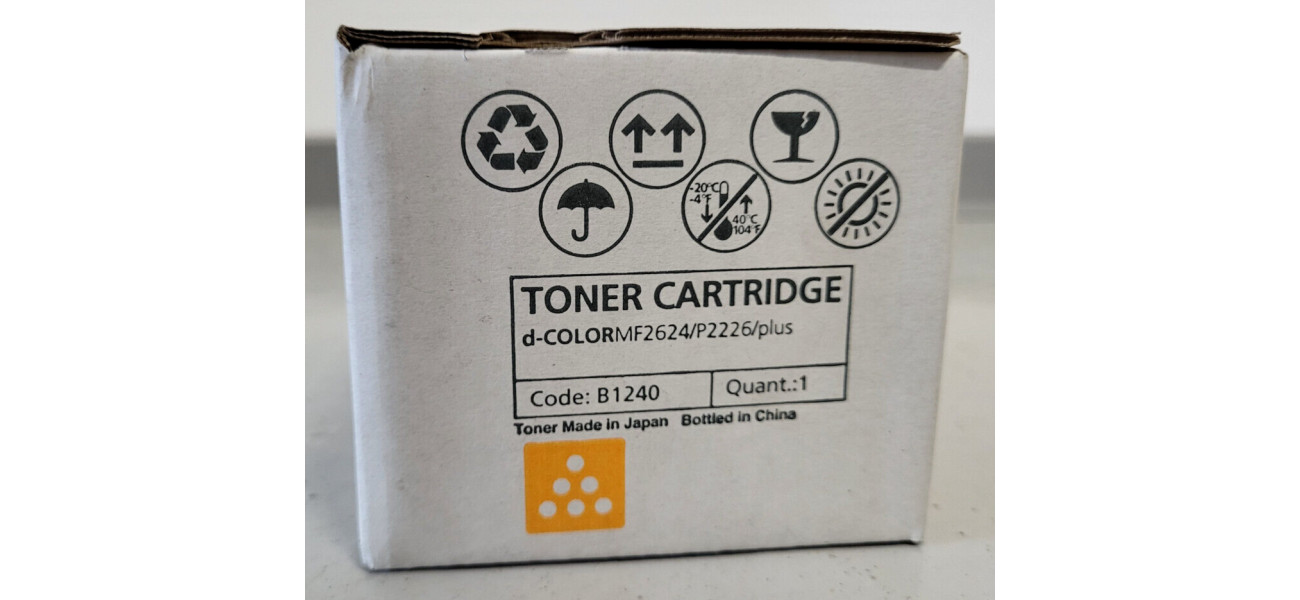 -20°C
-4°F
40°C
104°F
TONER CARTRIDGE
d-COLORMF2624/P2226/plus
Code: B1240
Quant.:1
Toner Made in Japan Bottled in China